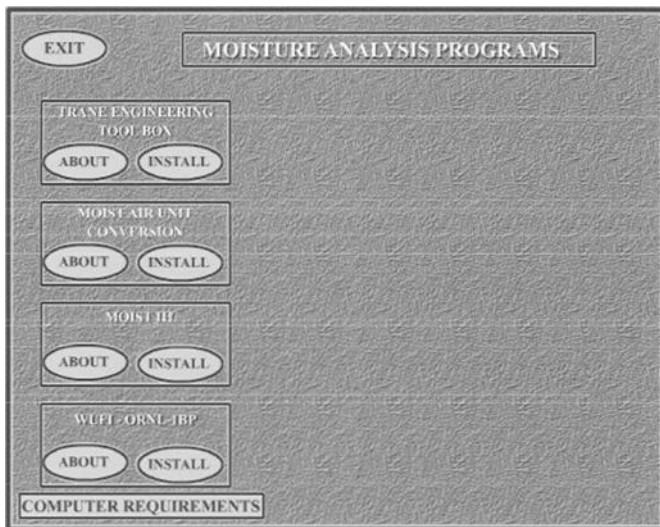 EXIT
MOISTURE ANALYSIS PROGRAMS
TRANE ENGINEERING
TOOL BOX
ABOUT INSTALL
MOIST AIR UNIT
CONVERSION
ABOUT INSTALL
MOIST III
ABOUT INSTALL
WUFI - ORNL-IBP
ABOUT INSTALL
COMPUTER REQUIREMENTS